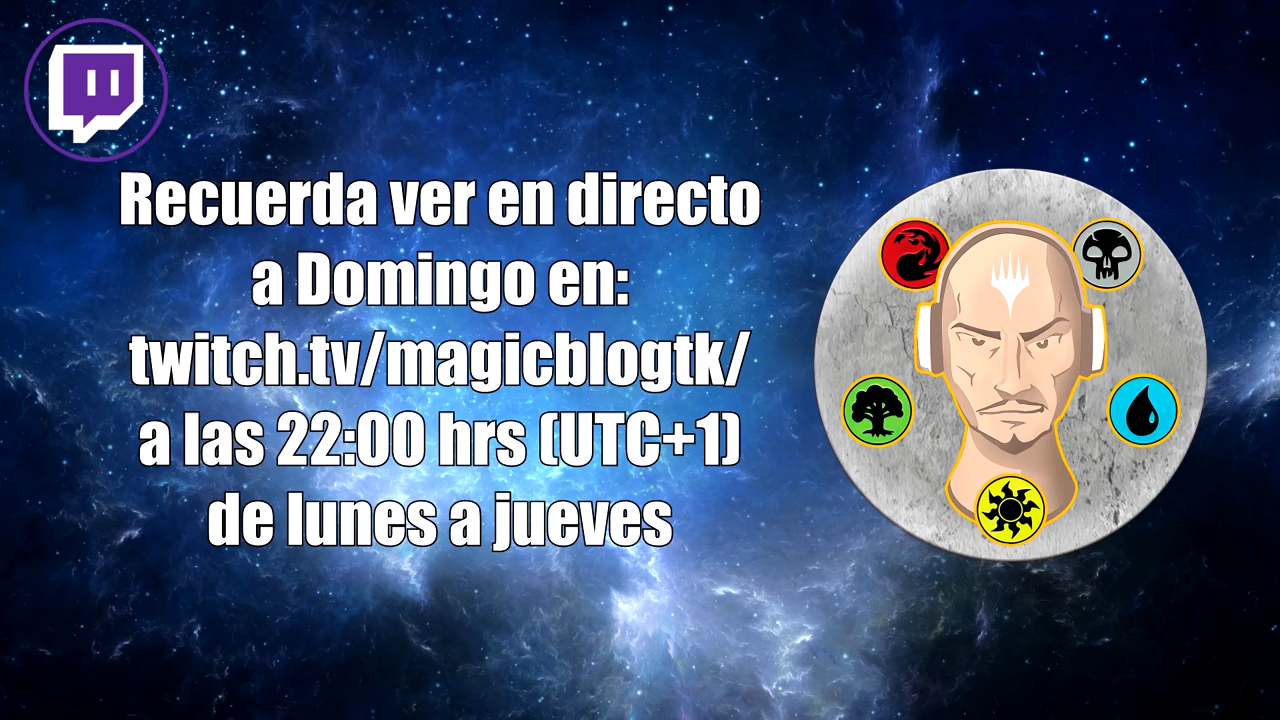 Recuerda ver en directo
a Domingo en:
twitch.tv/magicblogtk/
a las 22:00 hrs (UTC+1)
de lunes a jueves